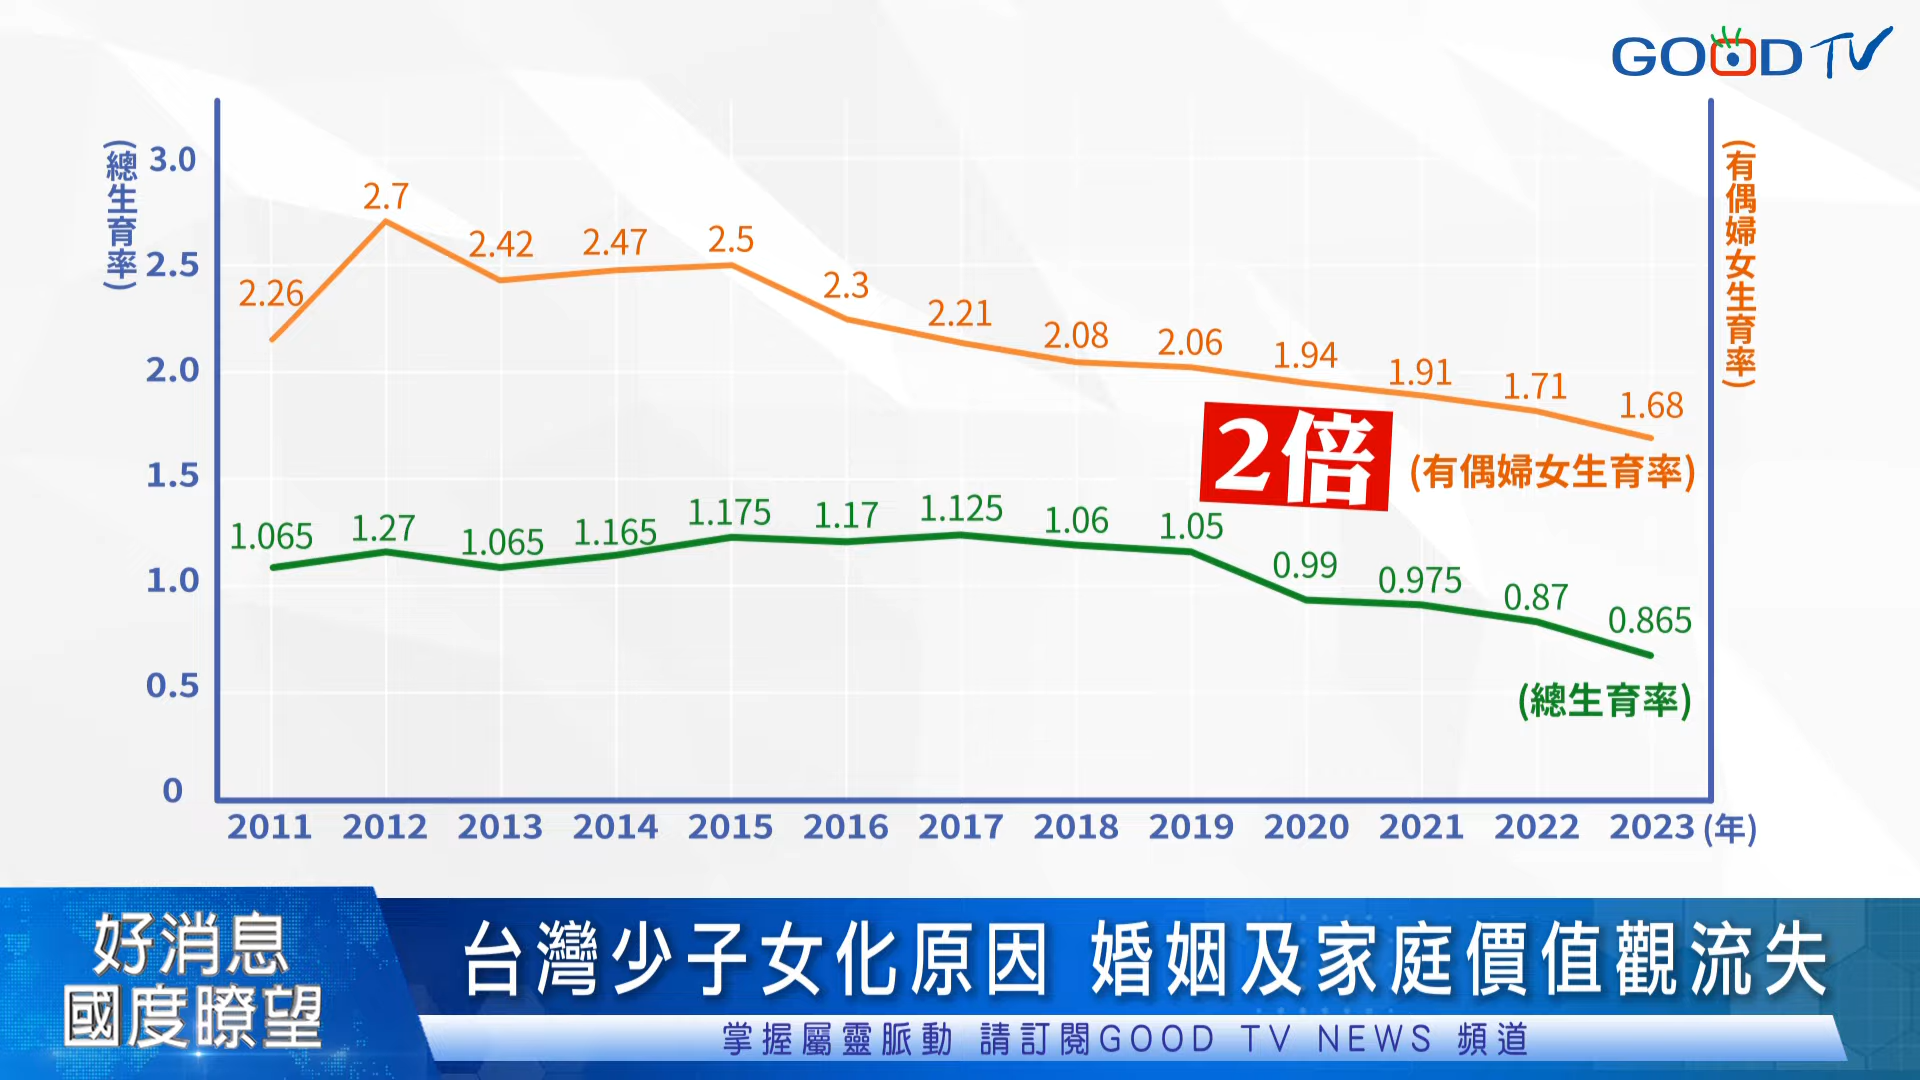 GOOD TV
(總生育率)
(有偶婦女生育率)
3.0
2.5
2.0
1.5
1.0
0.5
0
2.26 2.7 2.42 2.47 2.5 2.3 2.21 2.08 2.06 1.94 1.91 1.71 1.68
2倍
(有偶婦女生育率)
1.065 1.27 1.065 1.165 1.175 1.17 1.125 1.06 1.05 0.99 0.975 0.87 0.865
(總生育率)
2011 2012 2013 2014 2015 2016 2017 2018 2019 2020 2021 2022 2023 (年)
好消息
國度瞭望
台灣少子女化原因 婚姻及家庭價值觀流失
掌握屬靈脈動 請訂閱GOOD TV NEWS 頻道